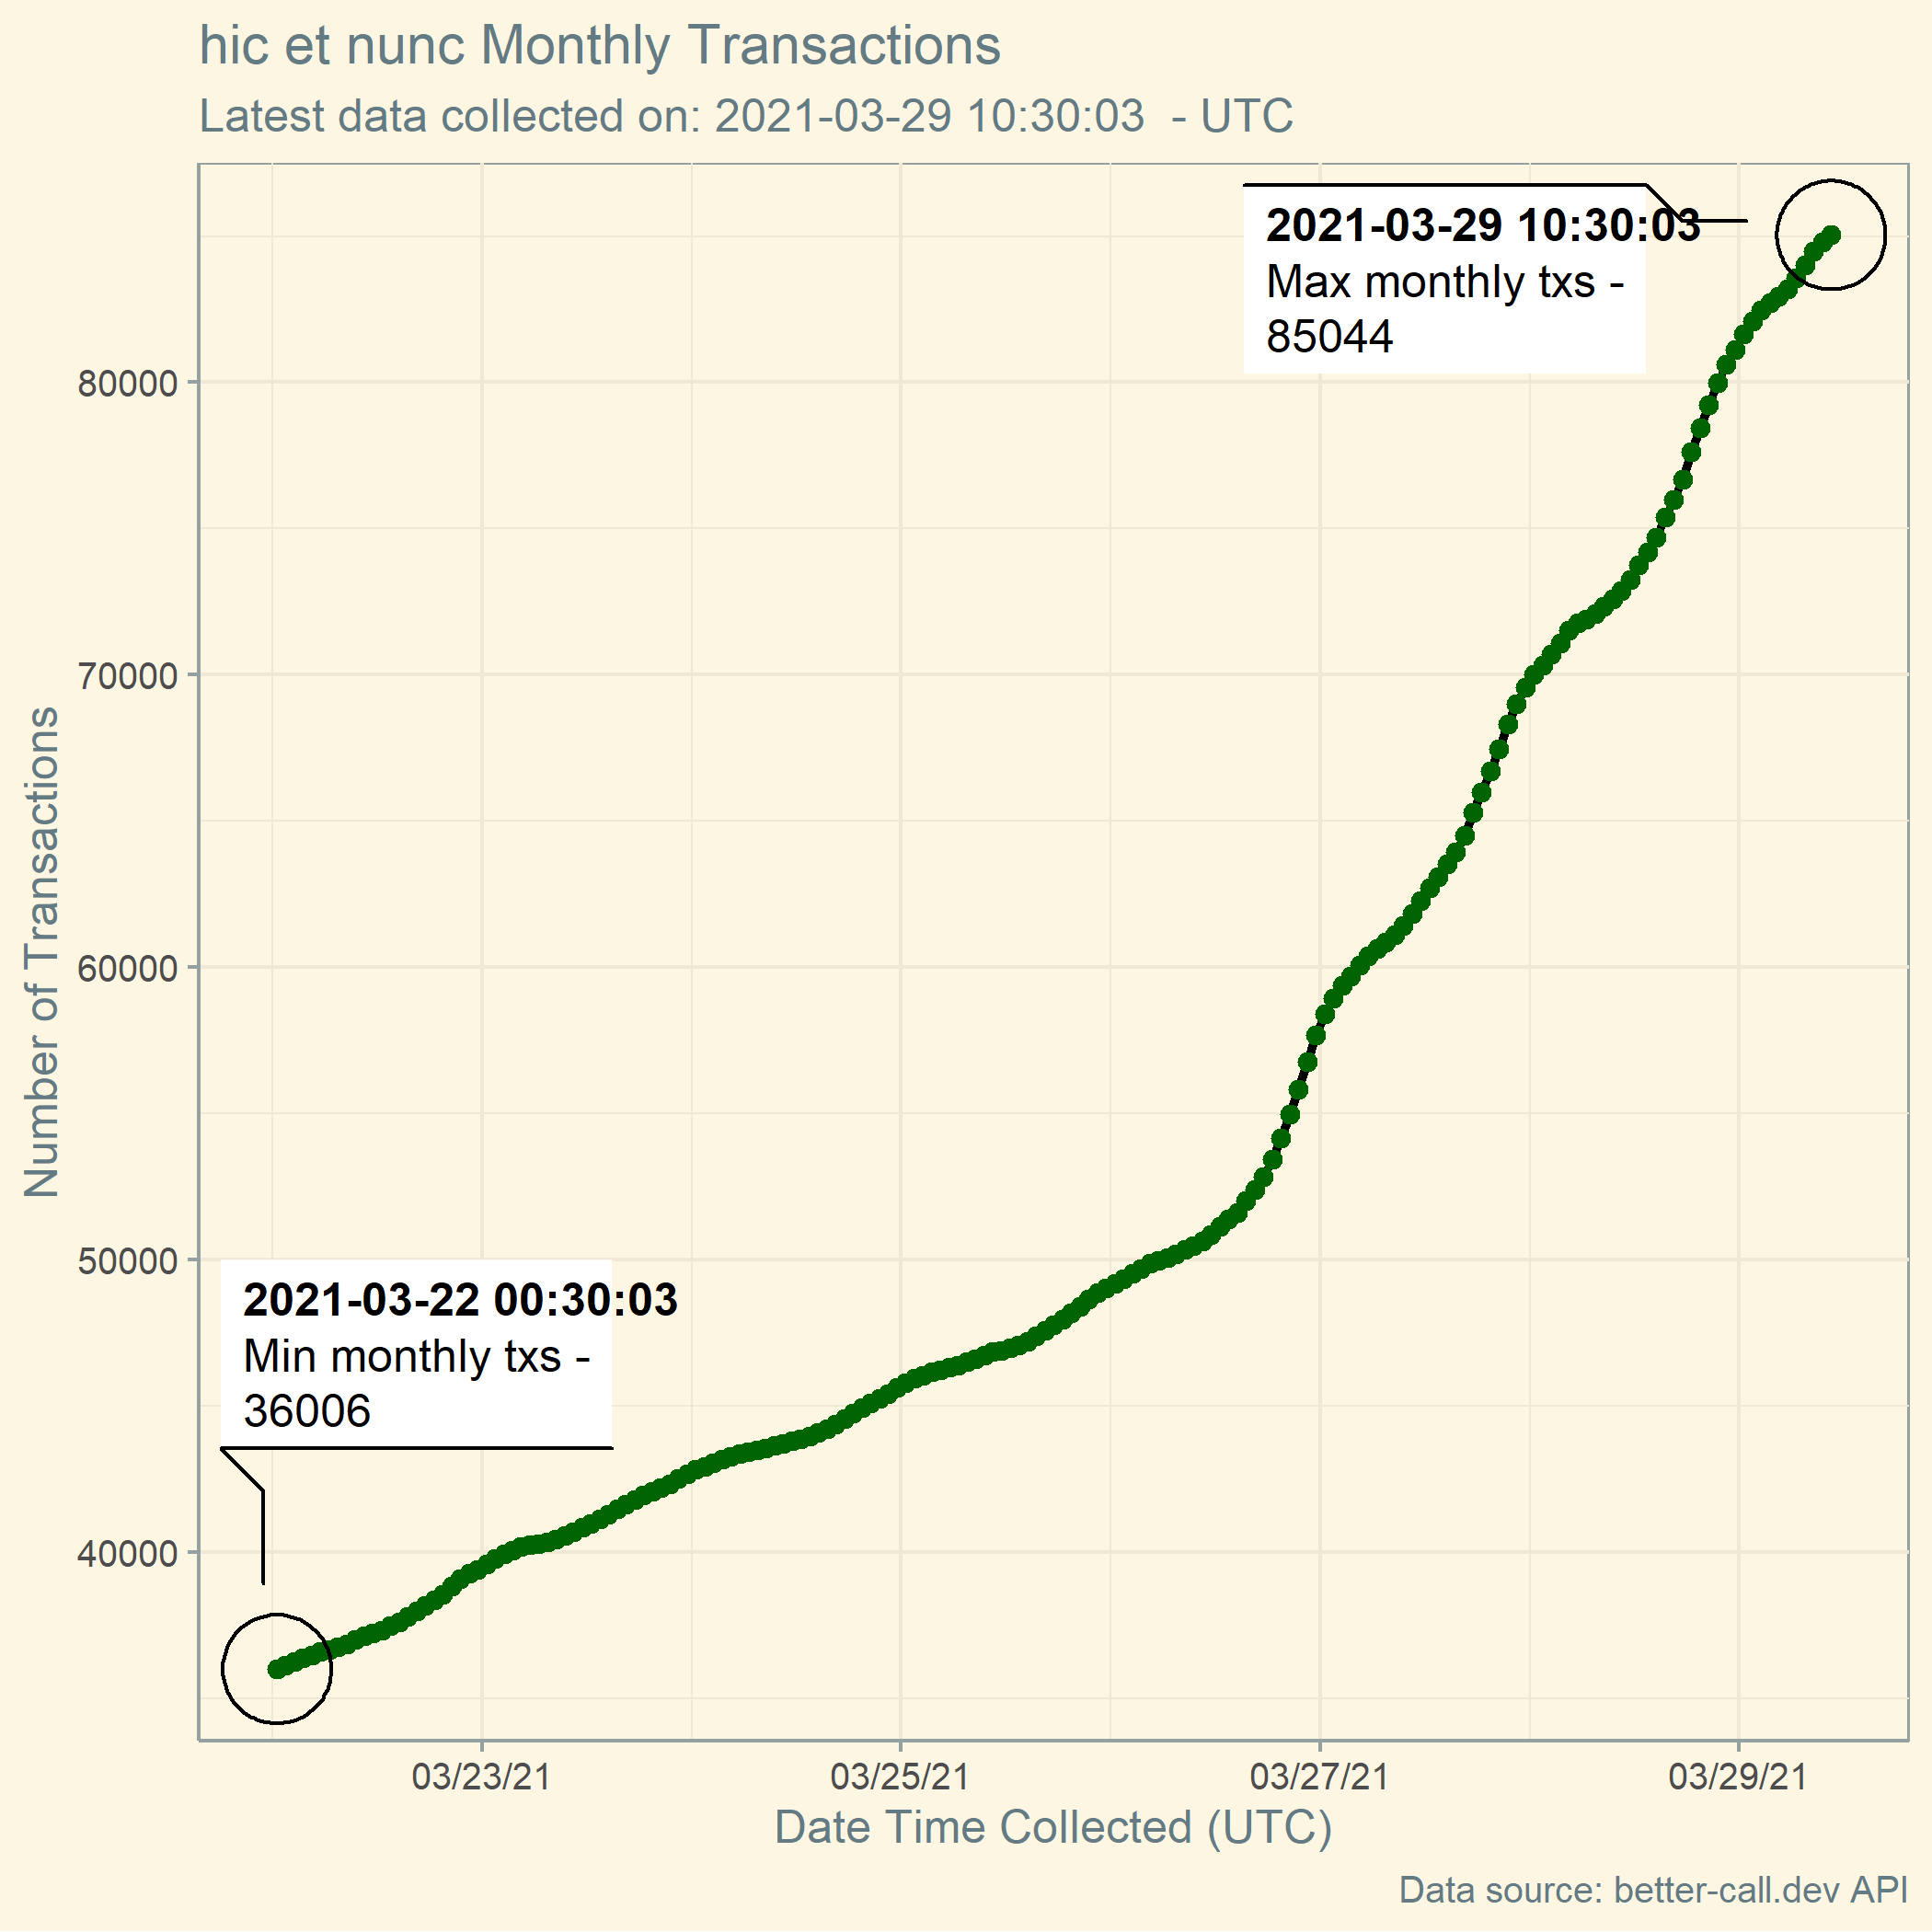 hic et nunc Monthly Transactions
Latest data collected on: 2021-03-29 10:30:03  - UTC
2021-03-29 10:30:03
Max monthly txs -
85044
80000
70000
60000
50000
40000
Number of Transactions
2021-03-22 00:30:03
Min monthly txs -
36006
03/23/21
03/25/21
03/27/21
03/29/21
Date Time Collected (UTC)
Data source: better-call.dev API